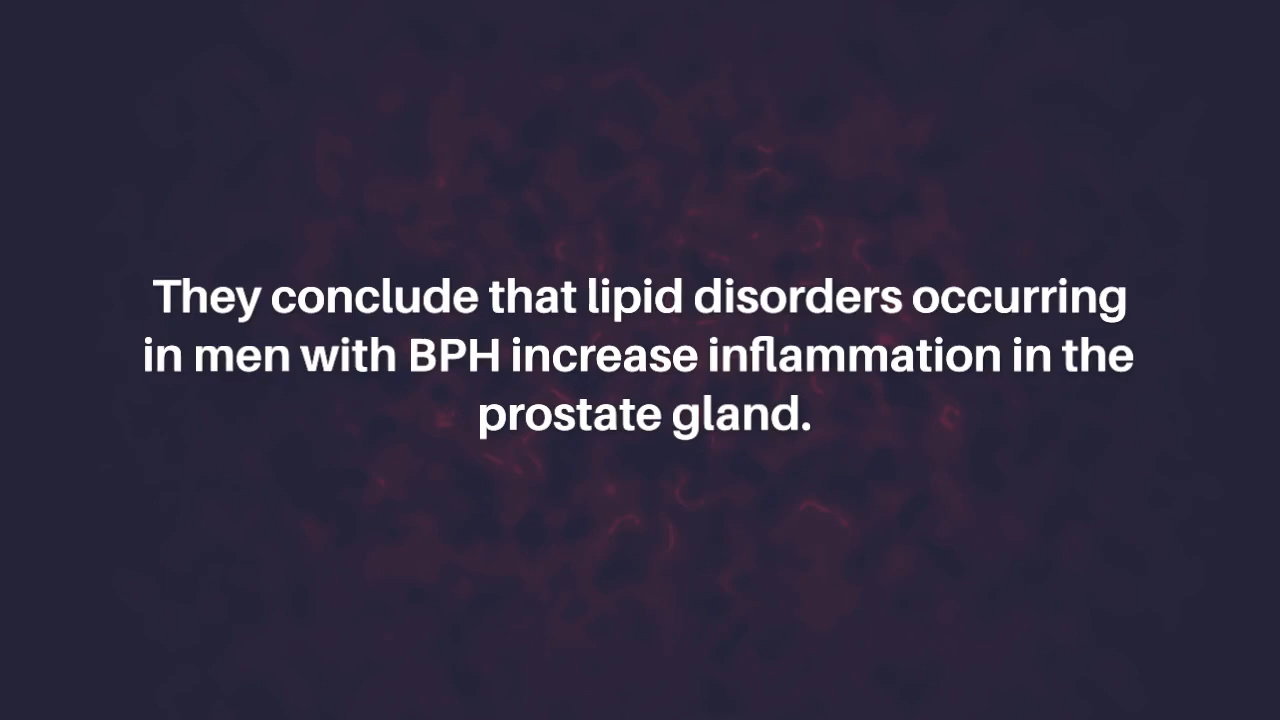 They conclude that lipid disorders occurring
in men with BPH increase inflammation in the
prostate gland.